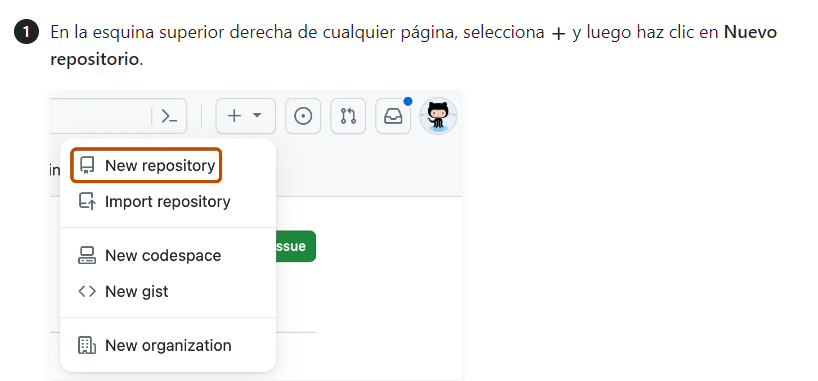 1 En la esquina superior derecha de cualquier página, selecciona + y luego haz clic en Nuevo
repositorio.
in
New repository
Import repository
ssue
New codespace
New gist
New organization